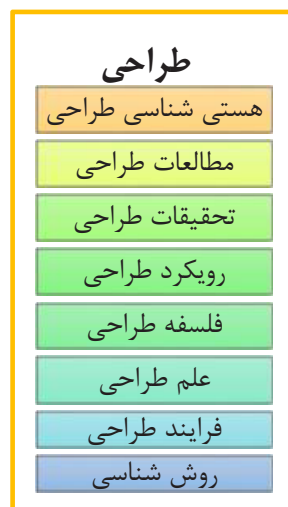 طراحی
هستی شناسی طراحی
مطالعات طراحی
تحقیقات طراحی
رویکرد طراحی
فلسفه طراحی
علم طراحی
فرایند طراحی
روش شناسی